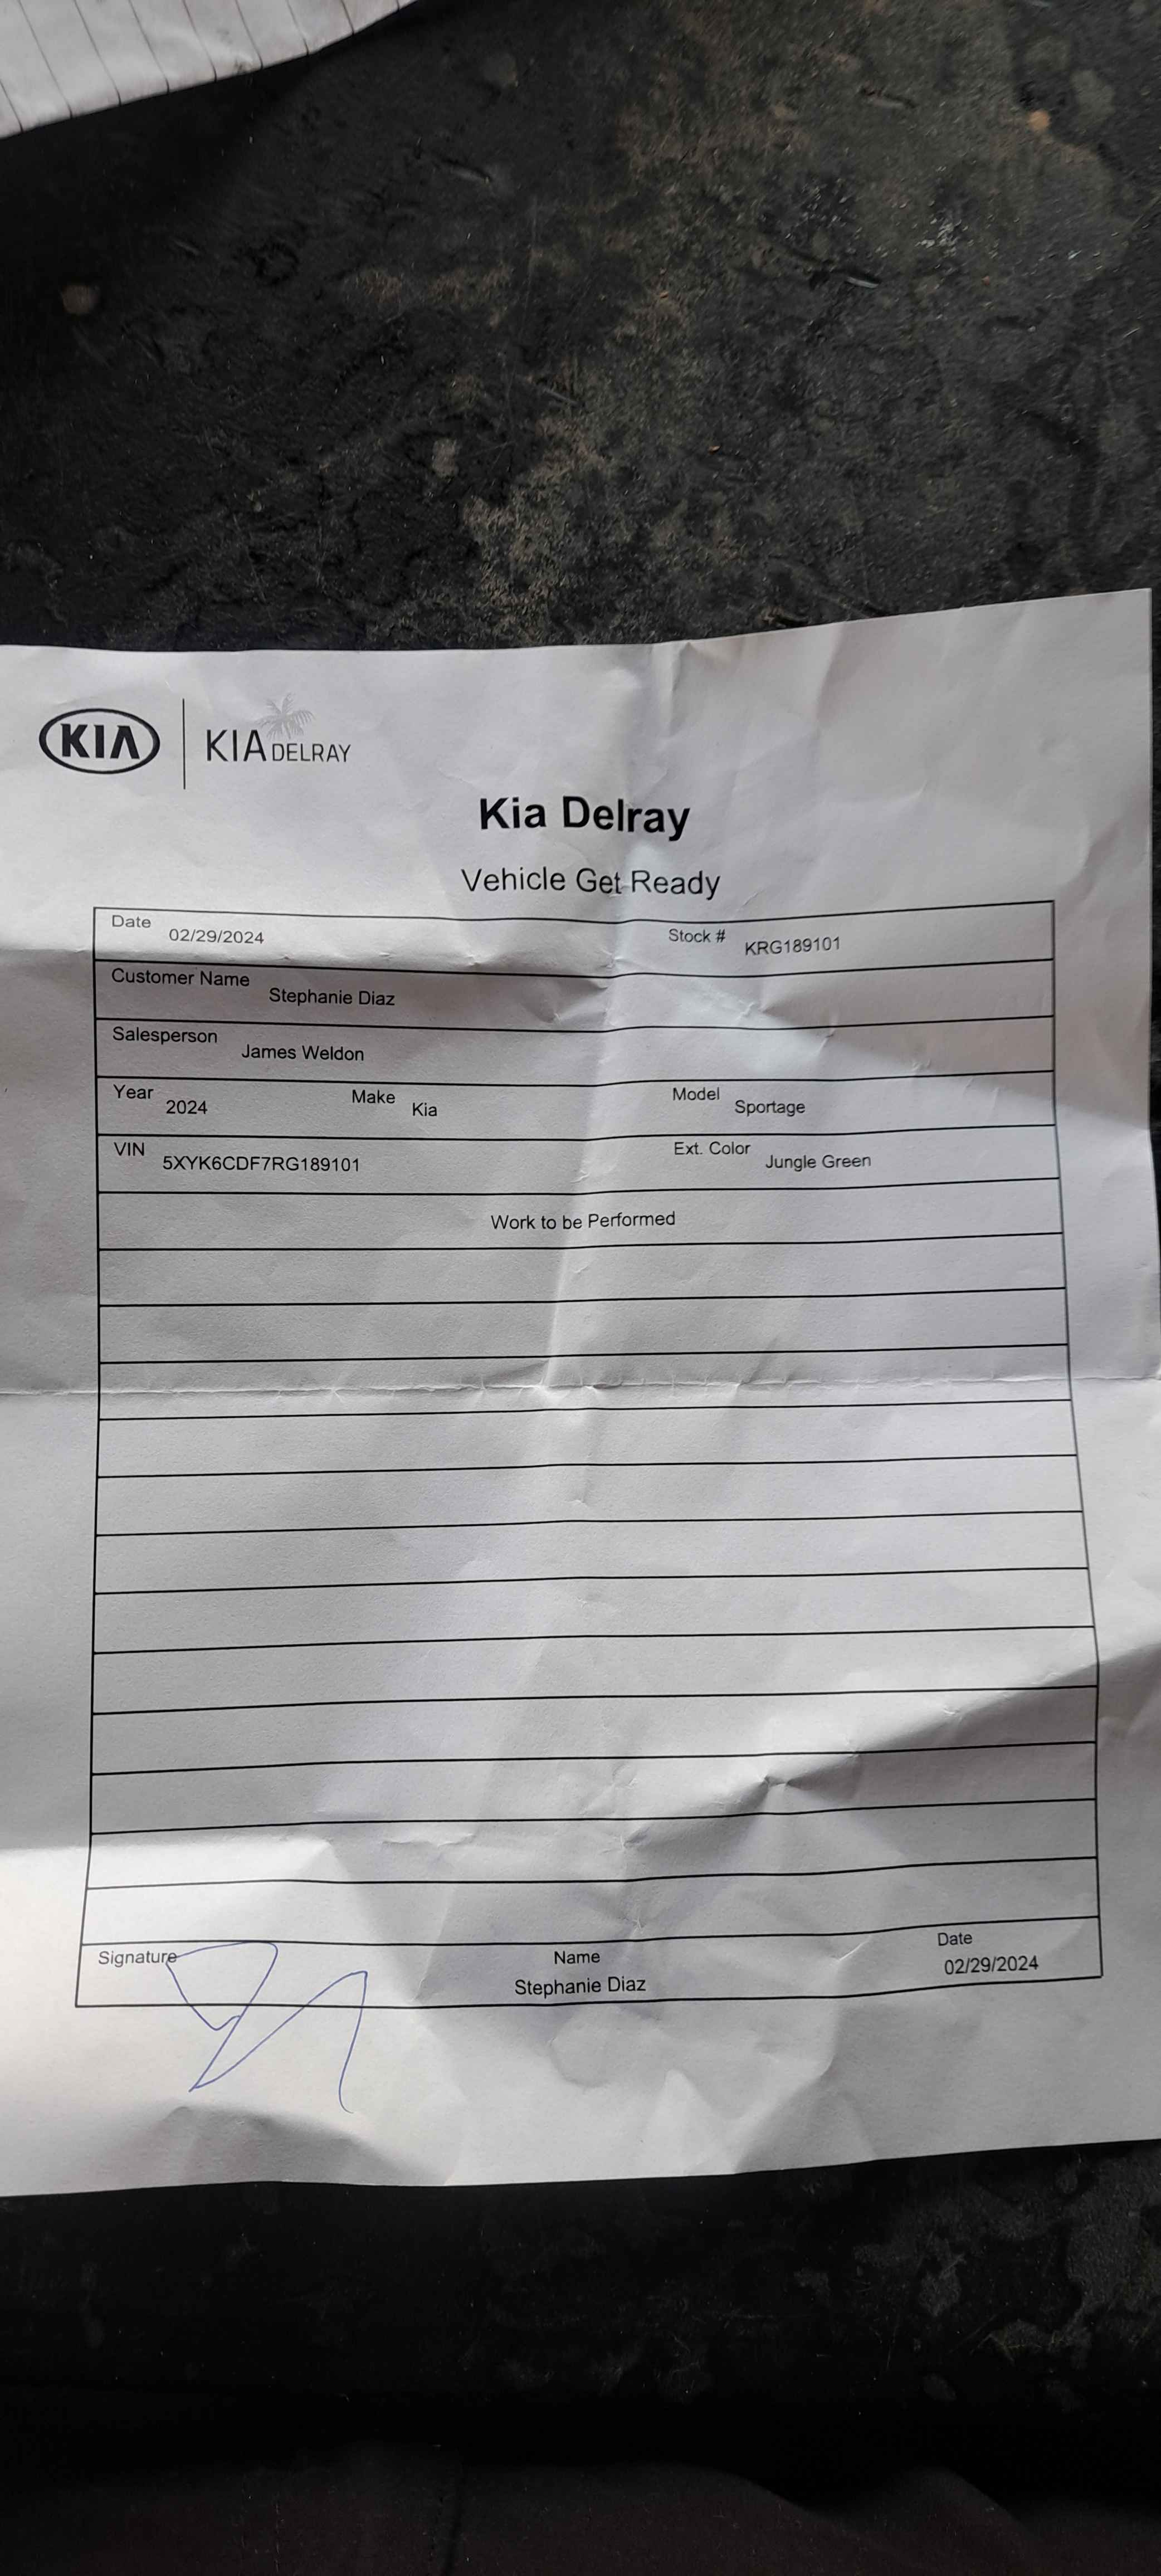 KIA | KIA DELRAY
Kia Delray
Vehicle Get Ready
Date 02/29/2024 Stock # KRG189101
Customer Name Stephanie Diaz
Salesperson James Weldon
Year 2024 Make Kia Model Sportage
VIN 5XYK6CDF7RG189101 Ext. Color Jungle Green
Work to be Performed
Signature Name Date
Stephanie Diaz 02/29/2024